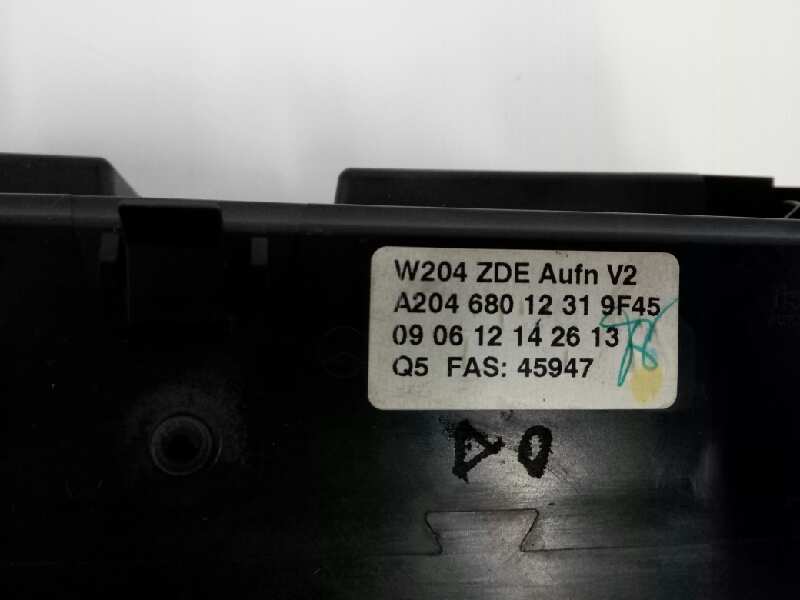 W204 ZDE Aufn V2
A204 680 12 31 9F45
09 06 12 14 26 13
Q5 FAS: 45947